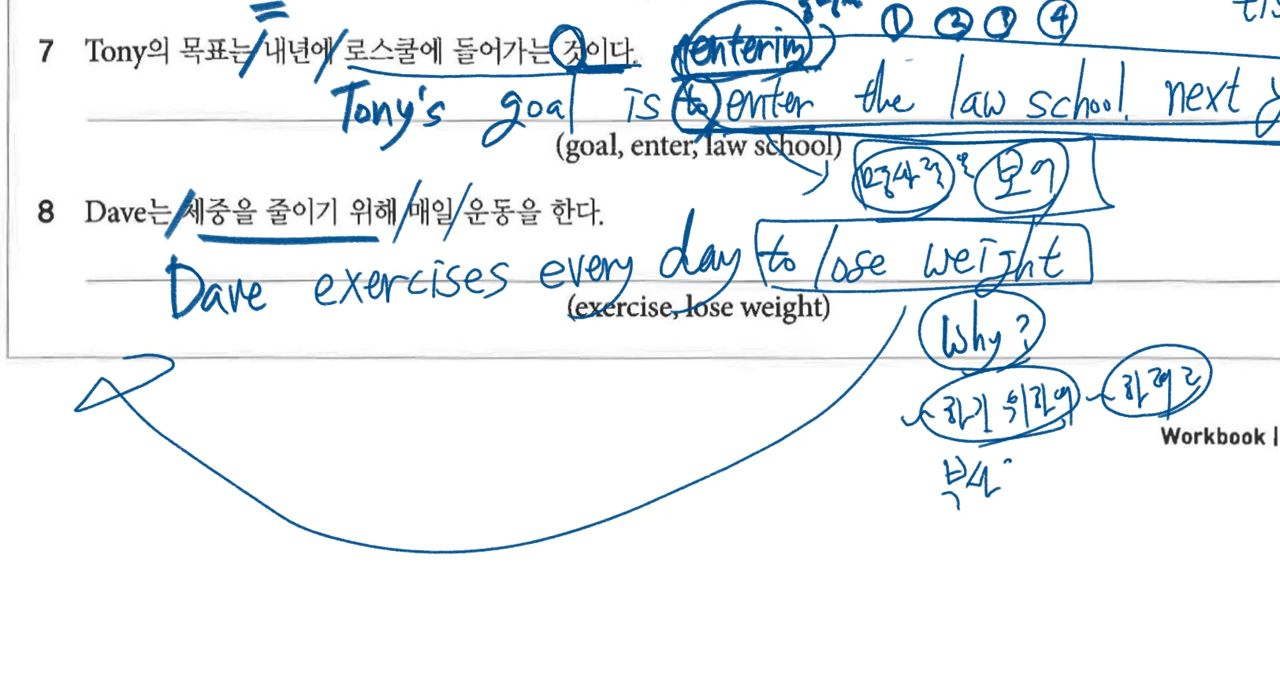 ① ② ③ ④
7 Tony의 목표는/내년에/로스쿨에 들어가는 것이다. (entering)
Tony's goal is to enter the law school next
(goal, enter, law school)
명사적 보어
8 Dave는/체중을 줄이기 위해/매일/운동을 한다.
Dave exercises every day to lose weight
(exercise, lose weight)
Why?
~하기 위하여 ~하려고
부사
Workbook |